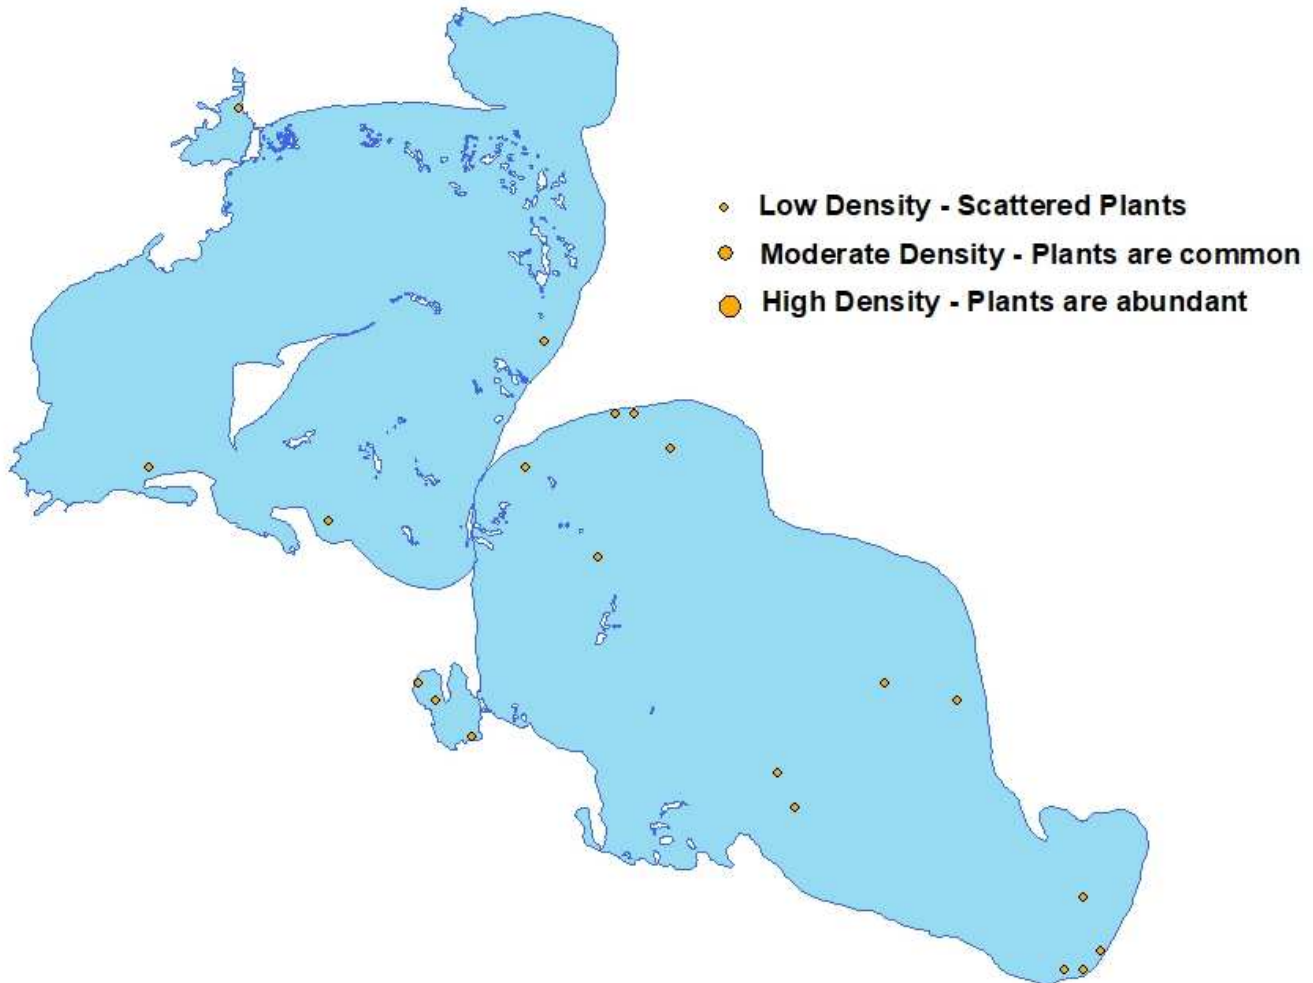 Low Density - Scattered Plants
Moderate Density - Plants are common
High Density - Plants are abundant